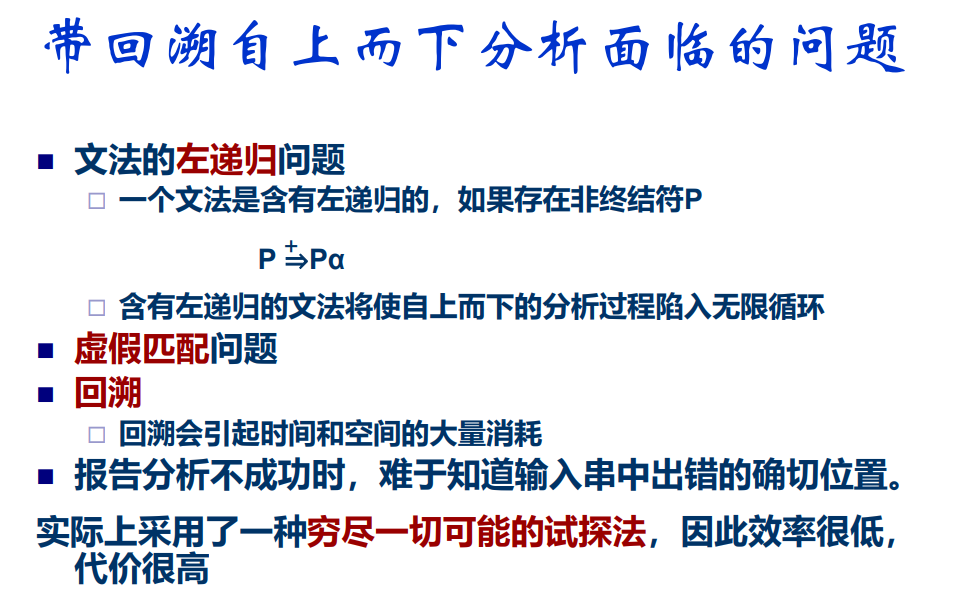 带回溯自上而下分析面临的问题
■ 文法的左递归问题
□ 一个文法是含有左递归的，如果存在非终结符P
P ⇒+ Pα
□ 含有左递归的文法将使自上而下的分析过程陷入无限循环
■ 虚假匹配问题
■ 回溯
□ 回溯会引起时间和空间的大量消耗
■ 报告分析不成功时，难于知道输入串中出错的确切位置。
实际上采用了一种穷尽一切可能的试探法，因此效率很低，
代价很高